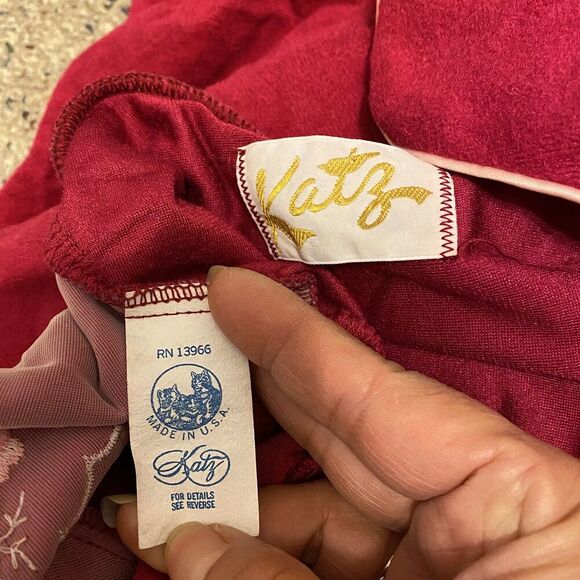 Katz
RN 13966
MADE IN U.S.A.
Katz
FOR DETAILS
SEE REVERSE